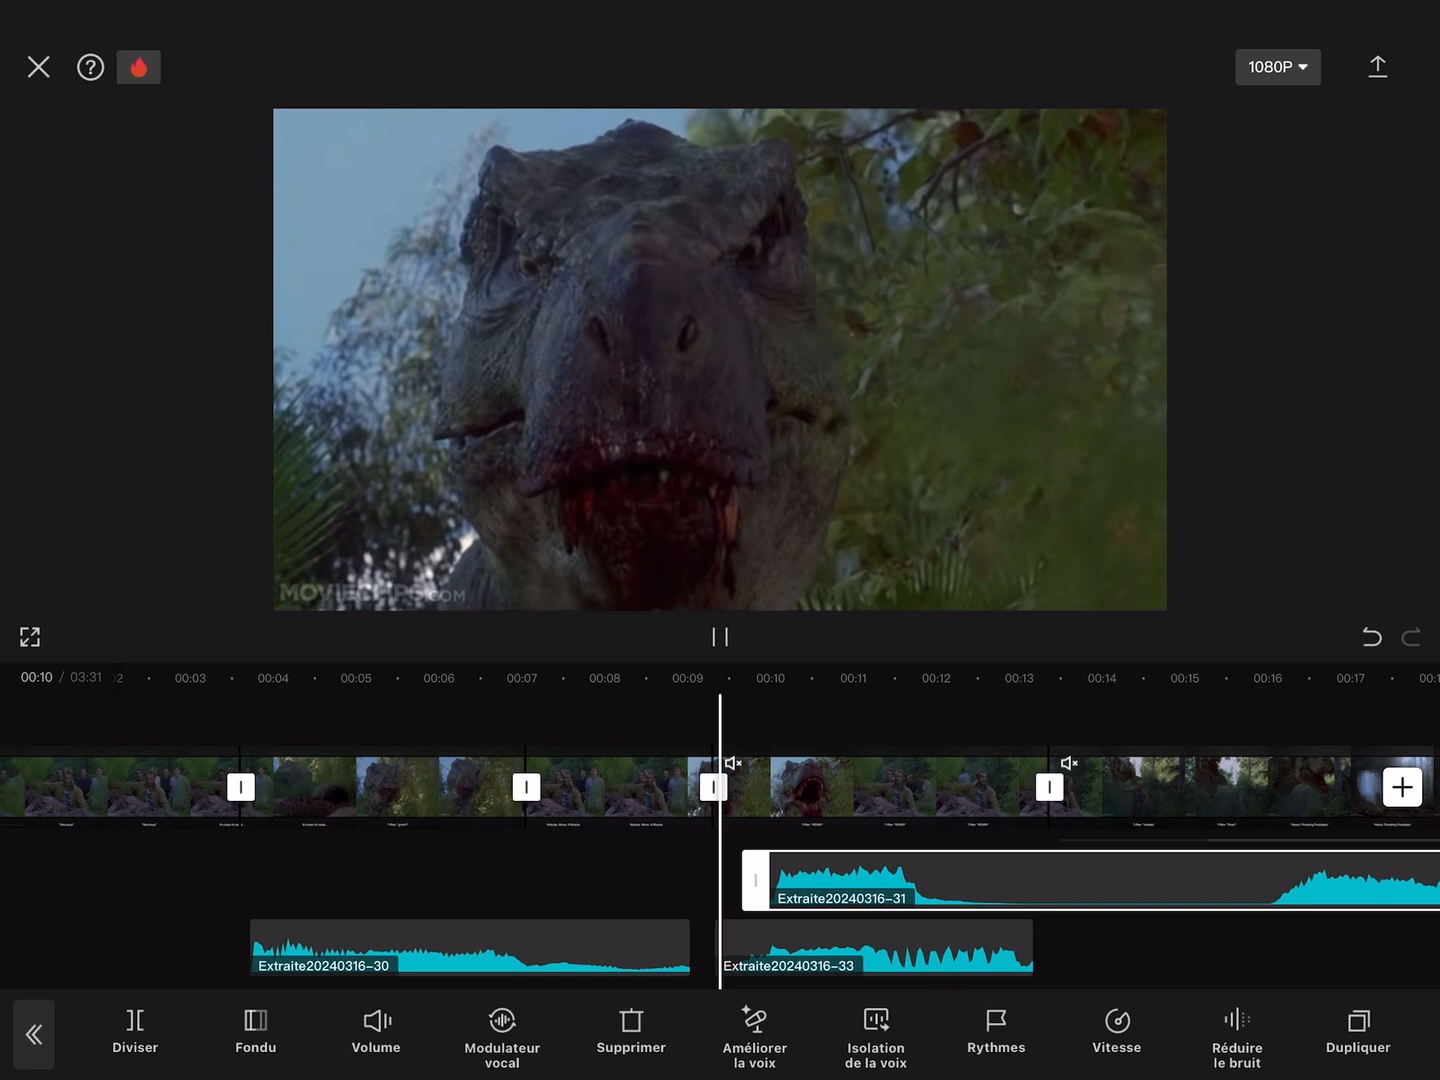 1080P
MOVIECLIPS.COM
00:10 / 03:31
00:03
00:04
00:05
00:06
00:07
00:08
00:09
00:10
00:11
00:12
00:13
00:14
00:15
00:16
00:17
Extraite20240316-31
Extraite20240316-30
Extraite20240316-33
Diviser
Fondu
Volume
Modulateur
vocal
Supprimer
Améliorer
la voix
Isolation
de la voix
Rythmes
Vitesse
Réduire
le bruit
Dupliquer